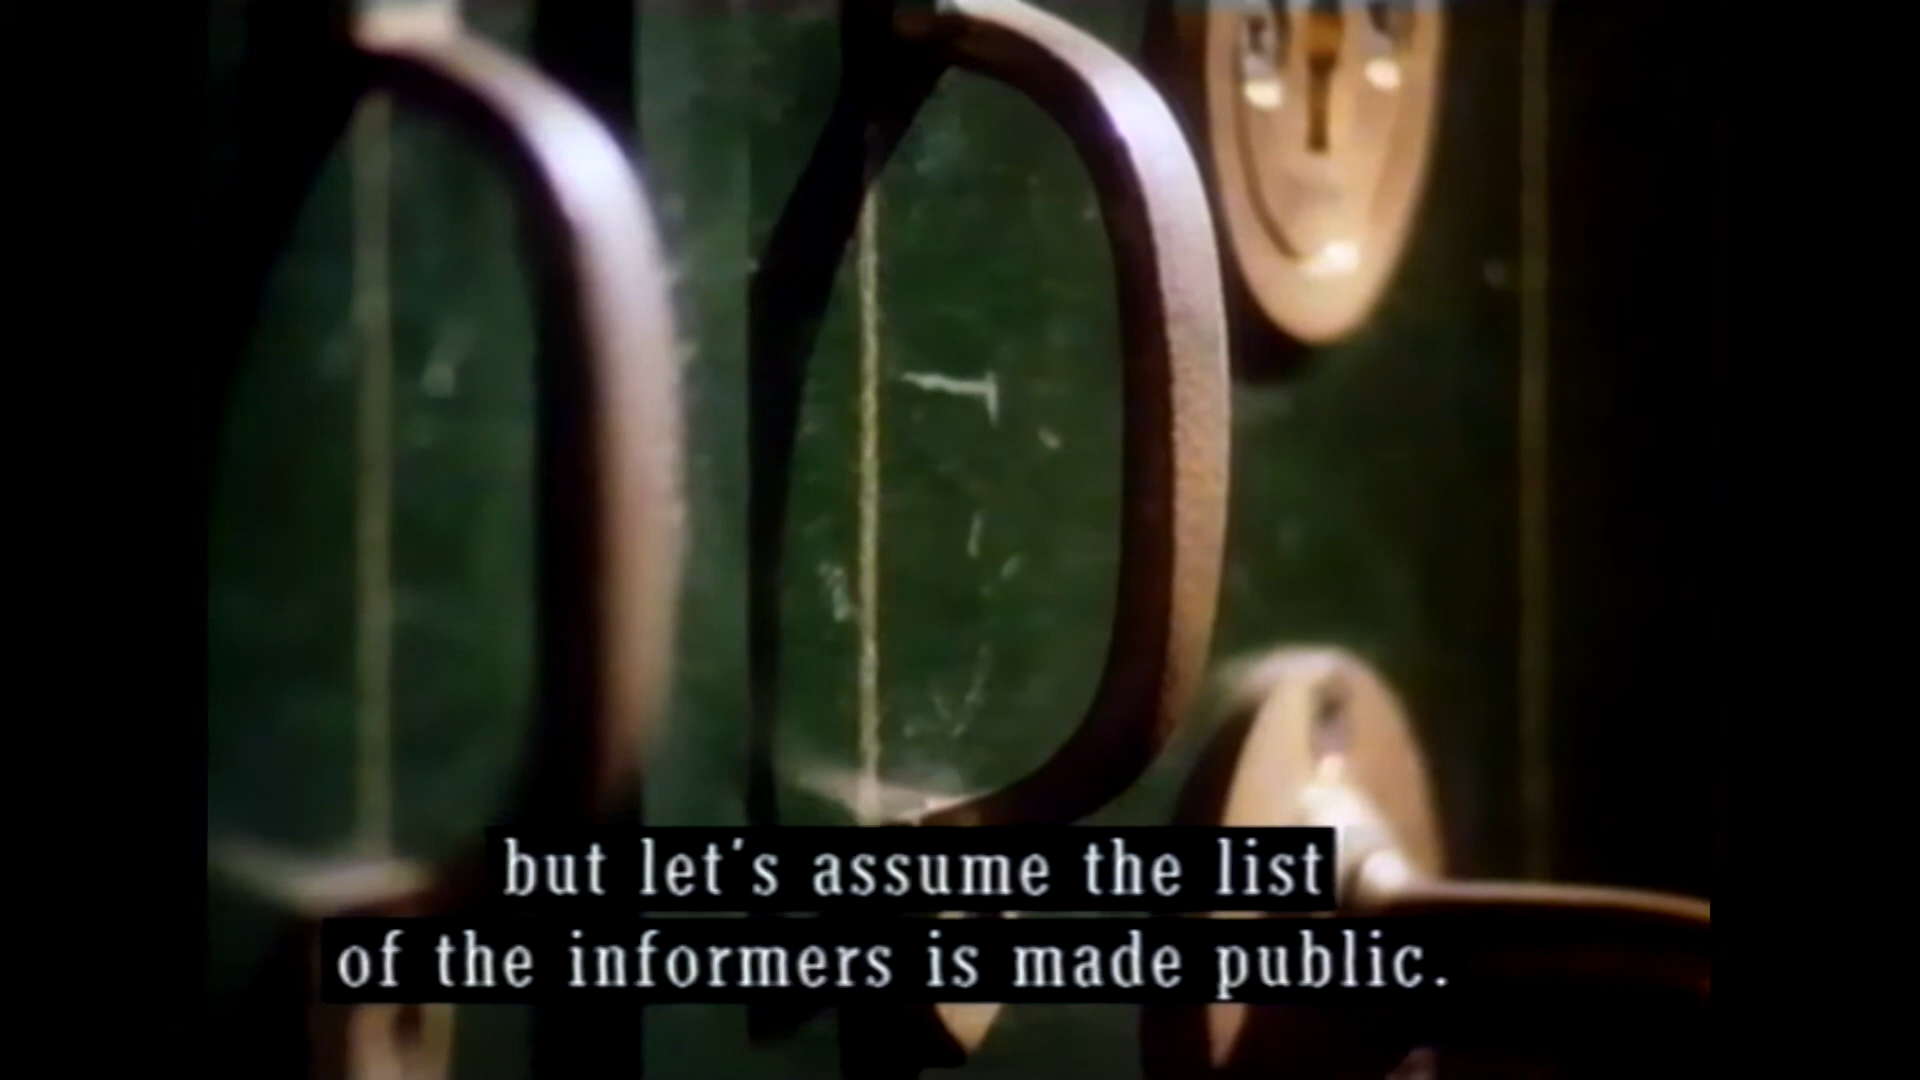 but let's assume the list
of the informers is made public.